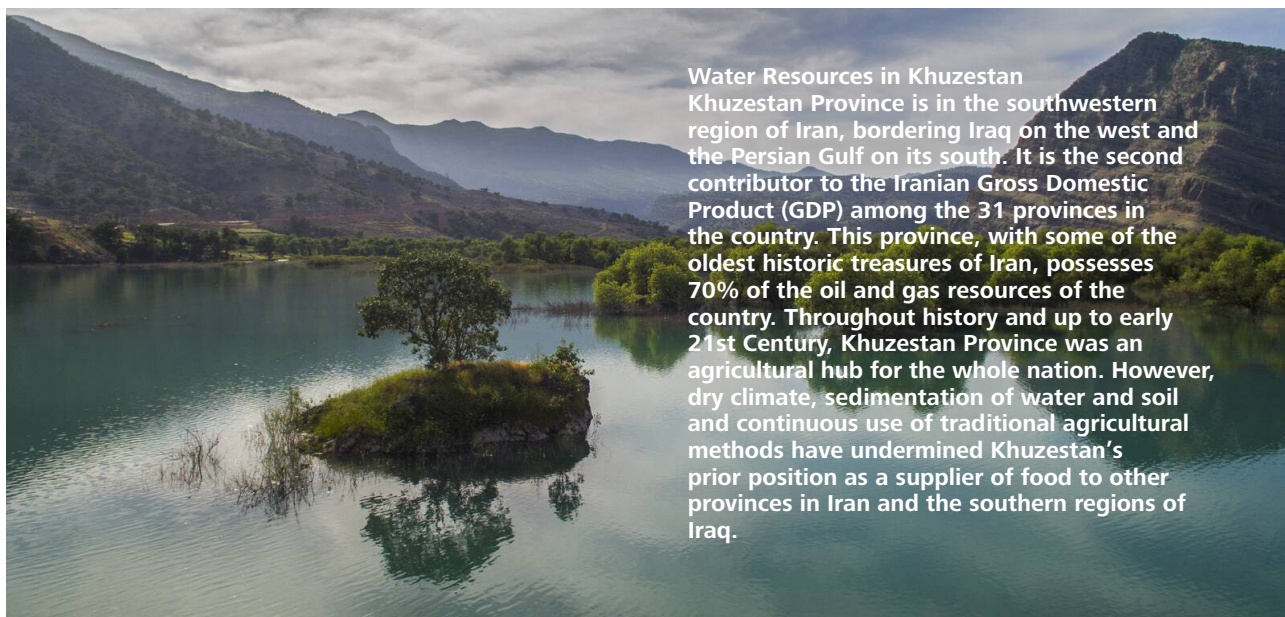 Water Resources in Khuzestan
Khuzestan Province is in the southwestern
region of Iran, bordering Iraq on the west and
the Persian Gulf on its south. It is the second
contributor to the Iranian Gross Domestic
Product (GDP) among the 31 provinces in
the country. This province, with some of the
oldest historic treasures of Iran, possesses
70% of the oil and gas resources of the
country. Throughout history and up to early
21st Century, Khuzestan Province was an
agricultural hub for the whole nation. However,
dry climate, sedimentation of water and soil
and continuous use of traditional agricultural
methods have undermined Khuzestan’s
prior position as a supplier of food to other
provinces in Iran and the southern regions of
Iraq.